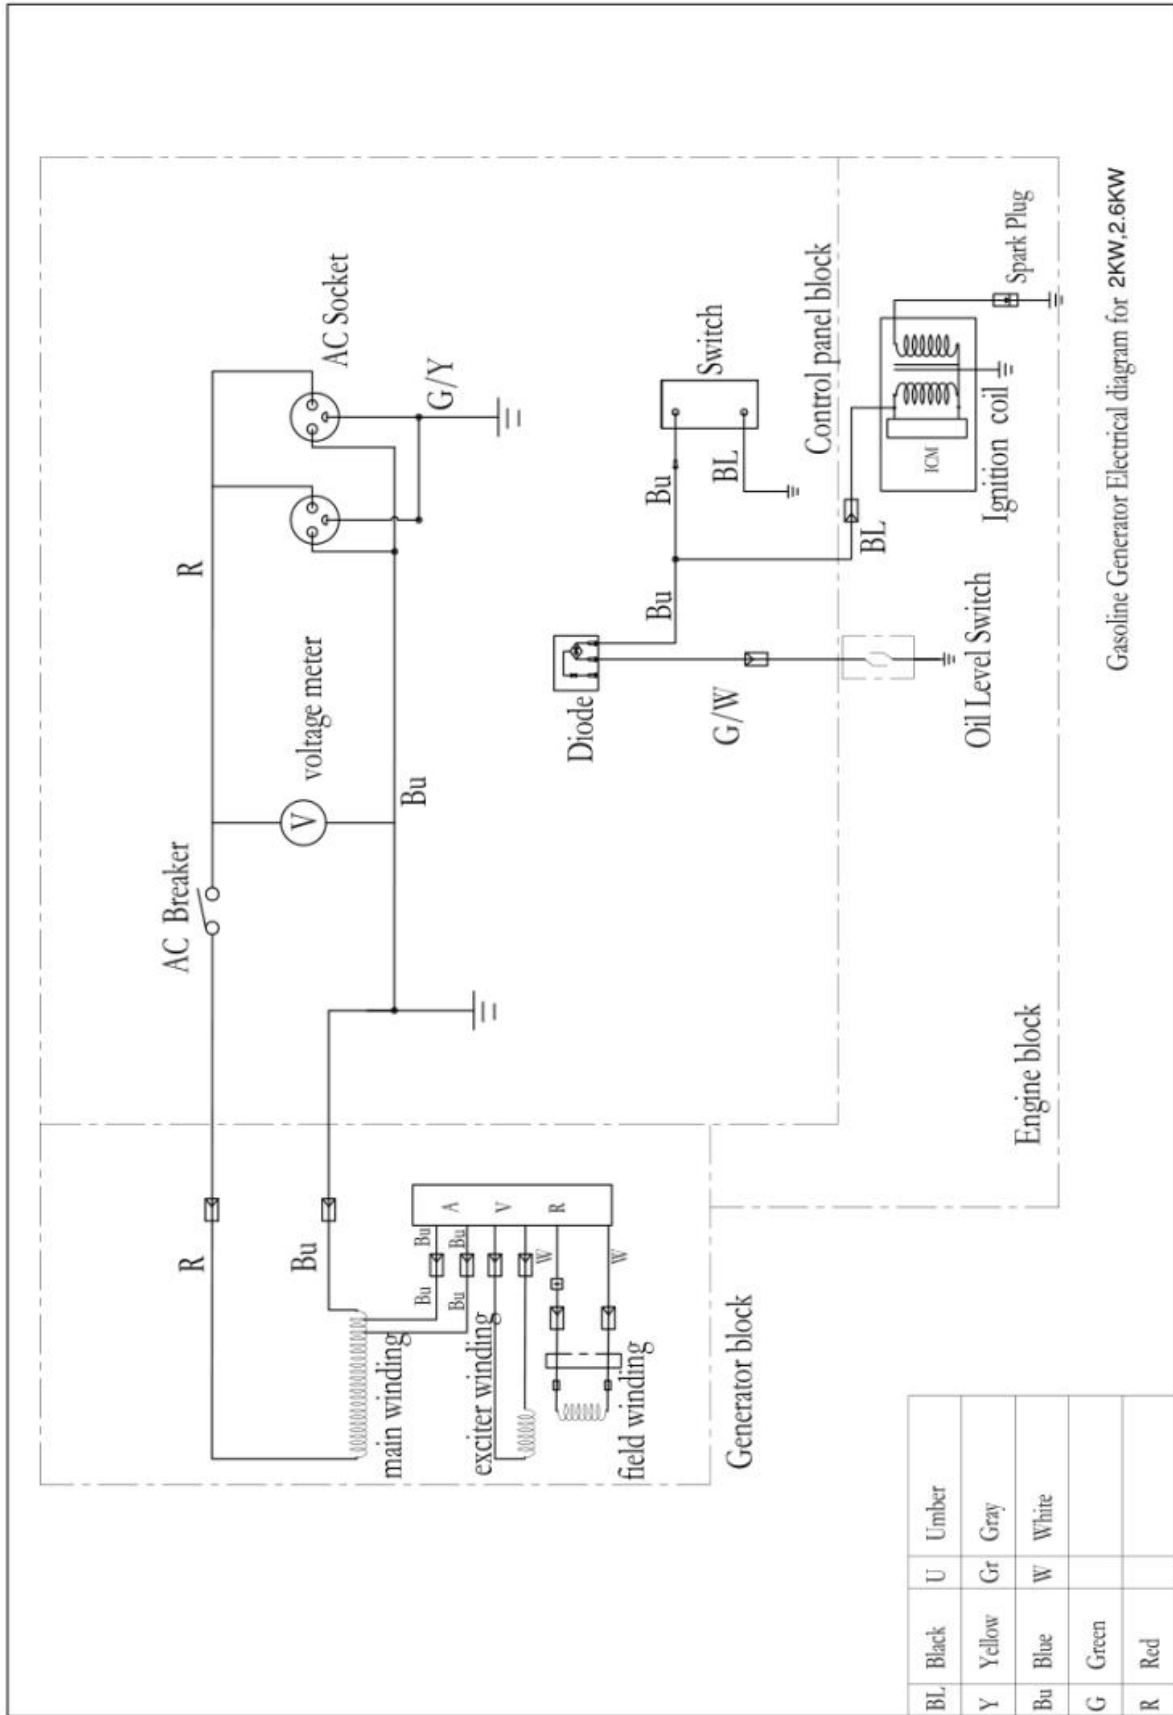 AC Breaker
R
AC Socket
voltage meter
V
G/Y
Bu
R
Bu
main winding
Bu
Bu
Bu
Bu
A V R
exciter winding
W
W
field winding
Generator block
Diode
Bu
Bu
Switch
BL
G/W
Control panel block
BL
ICM
Ignition coil
Spark Plug
Oil Level Switch
Engine block
Gasoline Generator Electrical diagram for 2KW,2.6KW
BL Black U Umber
Y Yellow Gr Gray
Bu Blue W White
G Green
R Red